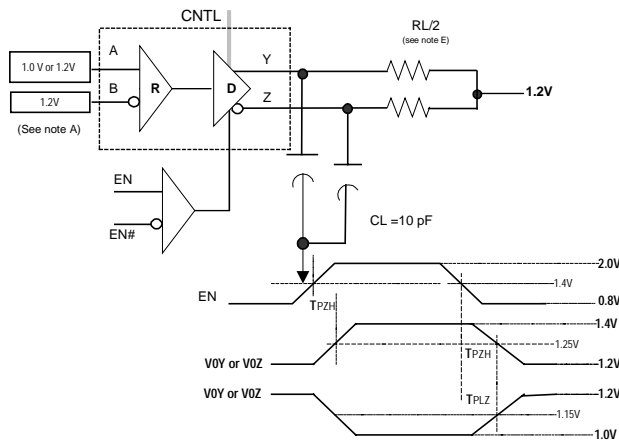 CNTL
RL/2
(see note E)
A
Y
1.0 V or 1.2V
B
R
D
Z
1.2V
1.2V
(See note A)
EN
EN#
CL =10 pF
2.0V
1.4V
EN
TPZH
0.8V
1.4V
1.25V
V0Y or V0Z
TPZH
1.2V
V0Y or V0Z
TPLZ
1.2V
1.15V
1.0V